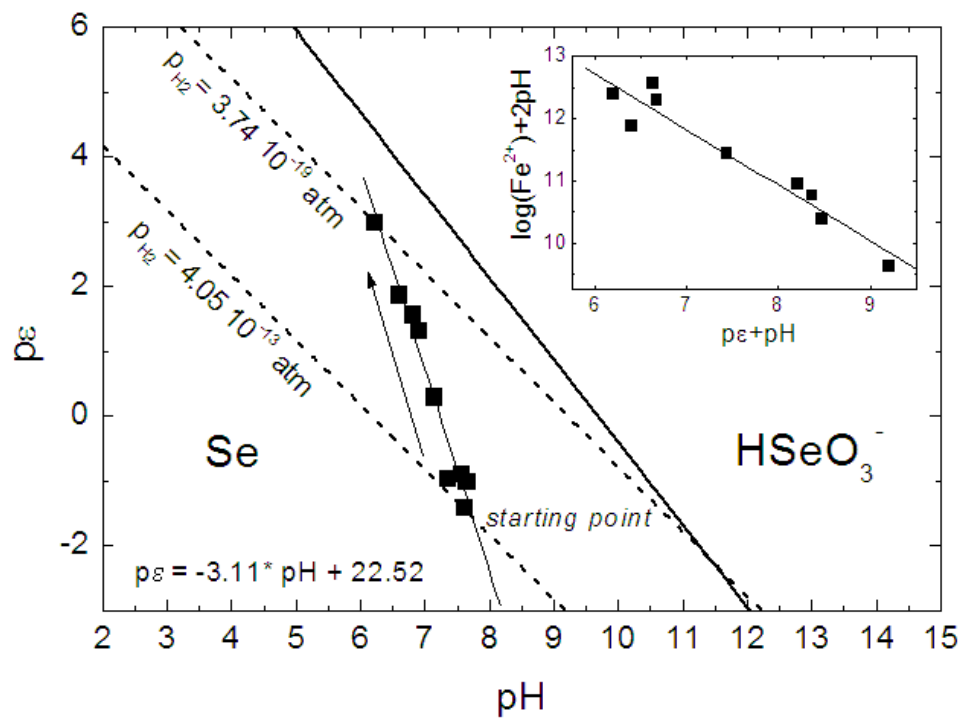 6
4
2
0
-2
pε
2 3 4 5 6 7 8 9 10 11 12 13 14 15
pH
p_H2 = 3.74 10^-19 atm
p_H2 = 4.05 10^-13 atm
Se
HSeO₃⁻
starting point
pε = -3.11* pH + 22.52
13
12
11
10
log(Fe²⁺)+2pH
6 7 8 9
pε+pH